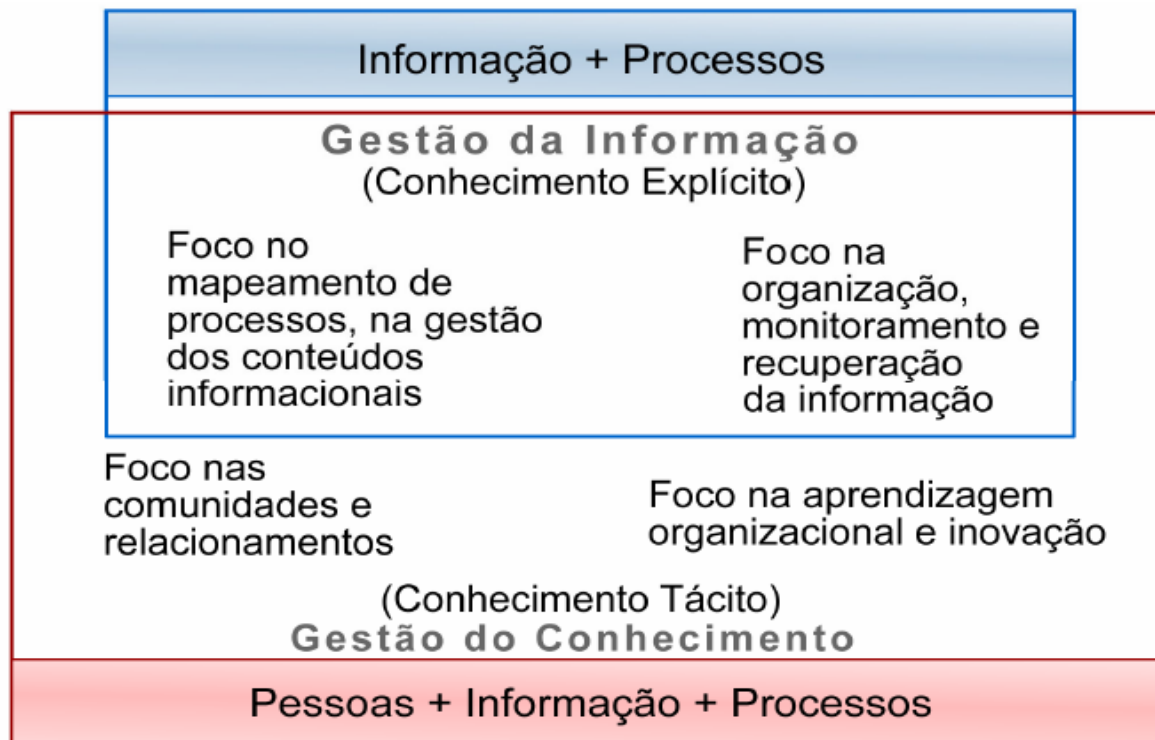 Informação + Processos
Gestão da Informação
(Conhecimento Explícito)
Foco no
mapeamento de
processos, na gestão
dos conteúdos
informacionais
Foco na
organização,
monitoramento e
recuperação
da informação
Foco nas
comunidades e
relacionamentos
Foco na aprendizagem
organizacional e inovação
(Conhecimento Tácito)
Gestão do Conhecimento
Pessoas + Informação + Processos